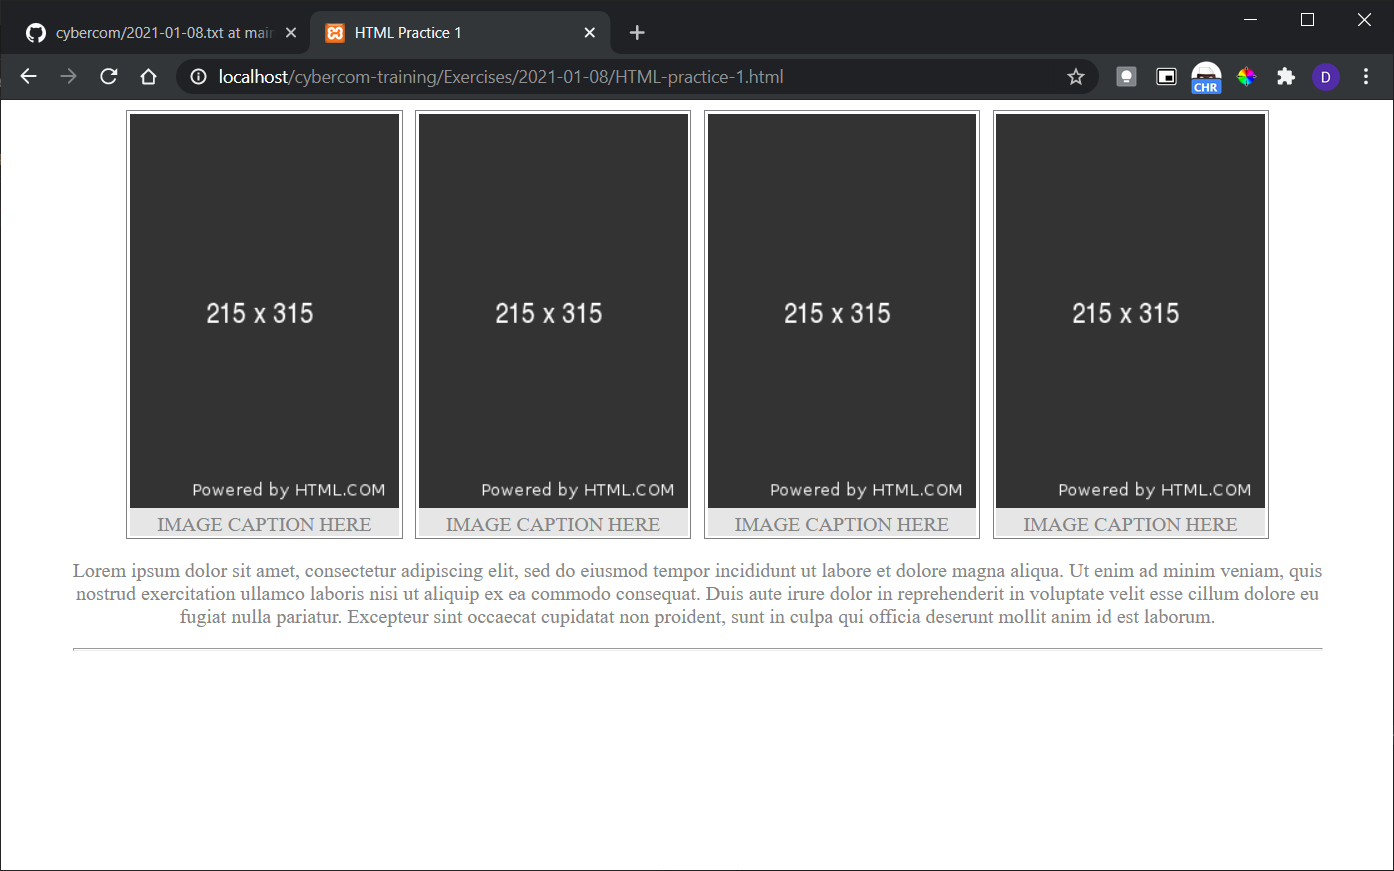 cybercom/2021-01-08.txt at main
HTML Practice 1
localhost/cybercom-training/Exercises/2021-01-08/HTML-practice-1.html
CHR
D
215 x 315
Powered by HTML.COM
IMAGE CAPTION HERE
215 x 315
Powered by HTML.COM
IMAGE CAPTION HERE
215 x 315
Powered by HTML.COM
IMAGE CAPTION HERE
215 x 315
Powered by HTML.COM
IMAGE CAPTION HERE
Lorem ipsum dolor sit amet, consectetur adipiscing elit, sed do eiusmod tempor incididunt ut labore et dolore magna aliqua. Ut enim ad minim veniam, quis
nostrud exercitation ullamco laboris nisi ut aliquip ex ea commodo consequat. Duis aute irure dolor in reprehenderit in voluptate velit esse cillum dolore eu
fugiat nulla pariatur. Excepteur sint occaecat cupidatat non proident, sunt in culpa qui officia deserunt mollit anim id est laborum.